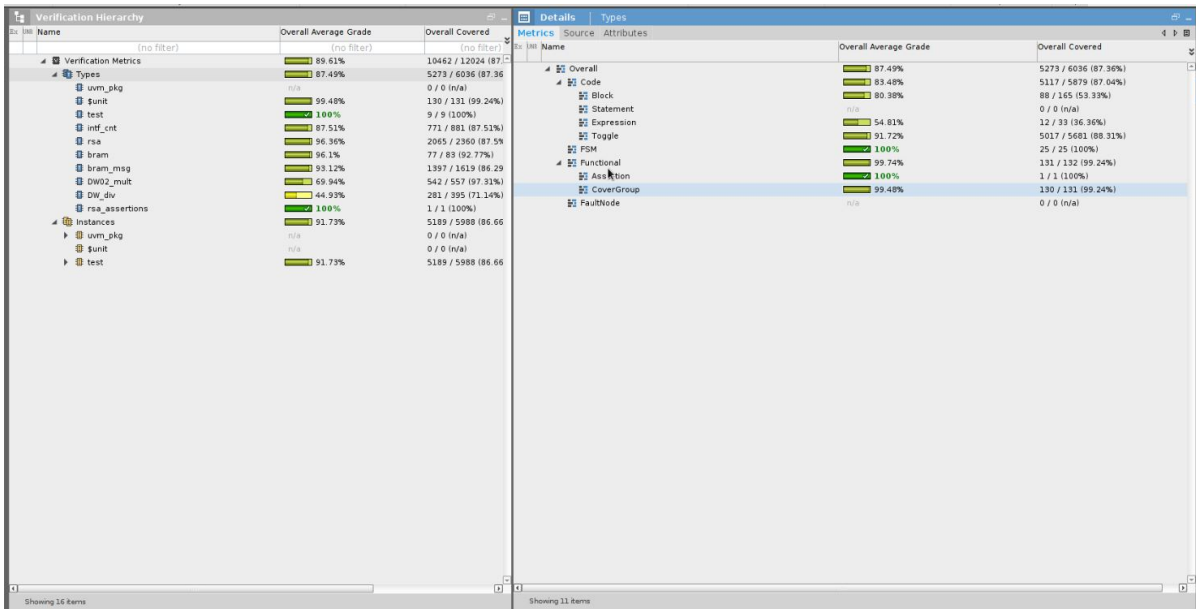 Verification Hierarchy
Ex UNR Name Overall Average Grade Overall Covered
(no filter) (no filter) (no filter)
Verification Metrics 89.61% 10462 / 12024 (87.
Types 87.49% 5273 / 6036 (87.36
uvm_pkg n/a 0 / 0 (n/a)
$unit 99.48% 130 / 131 (99.24%)
test 100% 9 / 9 (100%)
intf_cnt 87.51% 771 / 881 (87.51%)
rsa 96.36% 2065 / 2360 (87.5%
bram 96.1% 77 / 83 (92.77%)
bram_msg 93.12% 1397 / 1619 (86.29
DW02_mult 69.94% 542 / 557 (97.31%)
DW_div 44.93% 281 / 395 (71.14%)
rsa_assertions 100% 1 / 1 (100%)
Instances 91.73% 5189 / 5988 (86.66
uvm_pkg n/a 0 / 0 (n/a)
$unit n/a 0 / 0 (n/a)
test 91.73% 5189 / 5988 (86.66
Showing 16 items
Details Types
Metrics Source Attributes
Ex UNR Name Overall Average Grade Overall Covered
Overall 87.49% 5273 / 6036 (87.36%)
Code 83.48% 5117 / 5879 (87.04%)
Block 80.38% 88 / 165 (53.33%)
Statement n/a 0 / 0 (n/a)
Expression 54.81% 12 / 33 (36.36%)
Toggle 91.72% 5017 / 5681 (88.31%)
FSM 100% 25 / 25 (100%)
Functional 99.74% 131 / 132 (99.24%)
Assertion 100% 1 / 1 (100%)
CoverGroup 99.48% 130 / 131 (99.24%)
FaultNode n/a 0 / 0 (n/a)
Showing 11 items